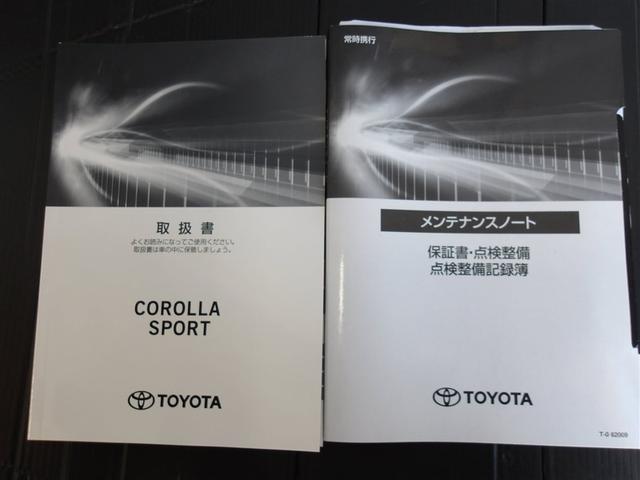 取扱書
よくお読みになってご使用ください。
取扱書は車の中に保管しましょう。
COROLLA
SPORT
TOYOTA
常時携行
メンテナンスノート
保証書・点検整備
点検整備記録簿
TOYOTA
T-0 62009